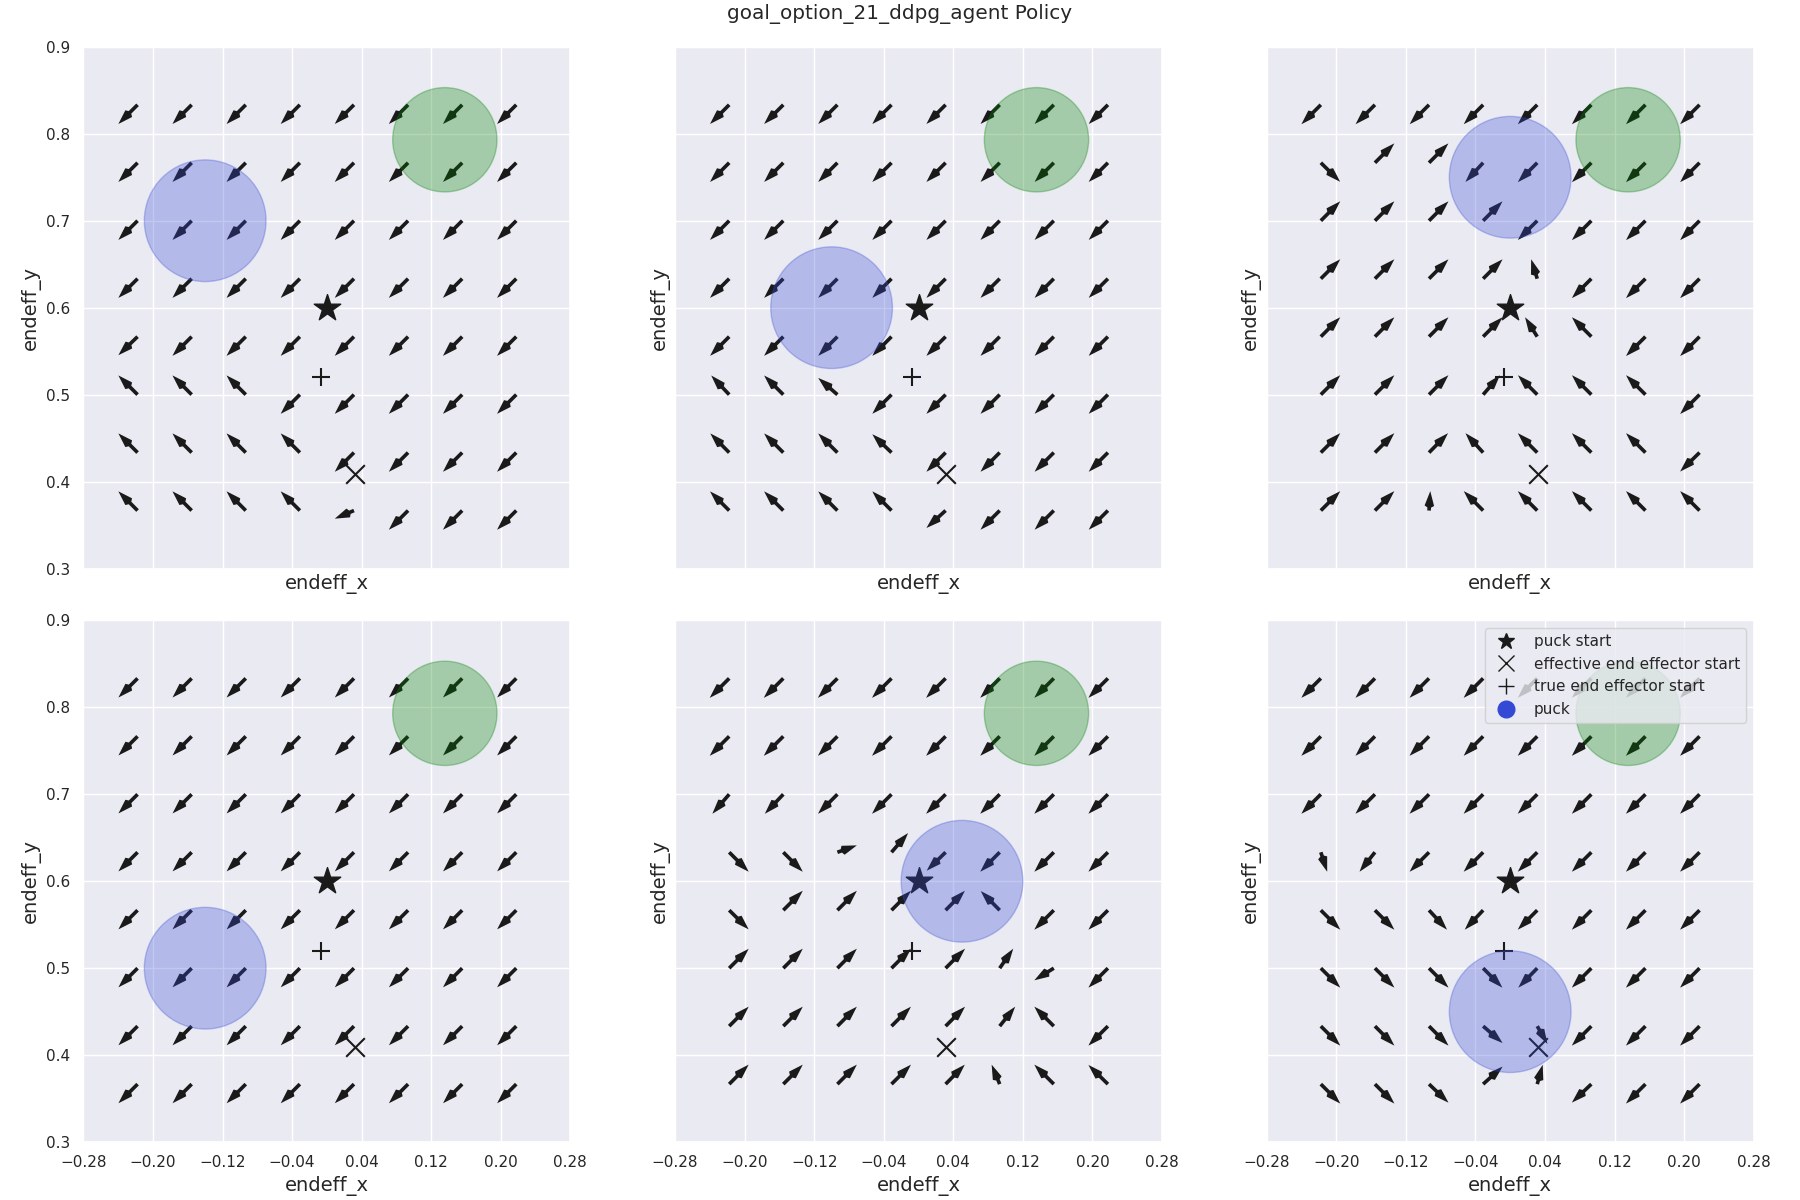 goal_option_21_ddpg_agent Policy
0.9
0.8
0.7
0.6
0.5
0.4
0.3
endeff_y
endeff_x
endeff_y
endeff_x
endeff_y
endeff_x
0.9
0.8
0.7
0.6
0.5
0.4
0.3
endeff_y
−0.28 −0.20 −0.12 −0.04 0.04 0.12 0.20 0.28
endeff_x
endeff_y
−0.28 −0.20 −0.12 −0.04 0.04 0.12 0.20 0.28
endeff_x
endeff_y
puck start
effective end effector start
true end effector start
puck
−0.28 −0.20 −0.12 −0.04 0.04 0.12 0.20 0.28
endeff_x